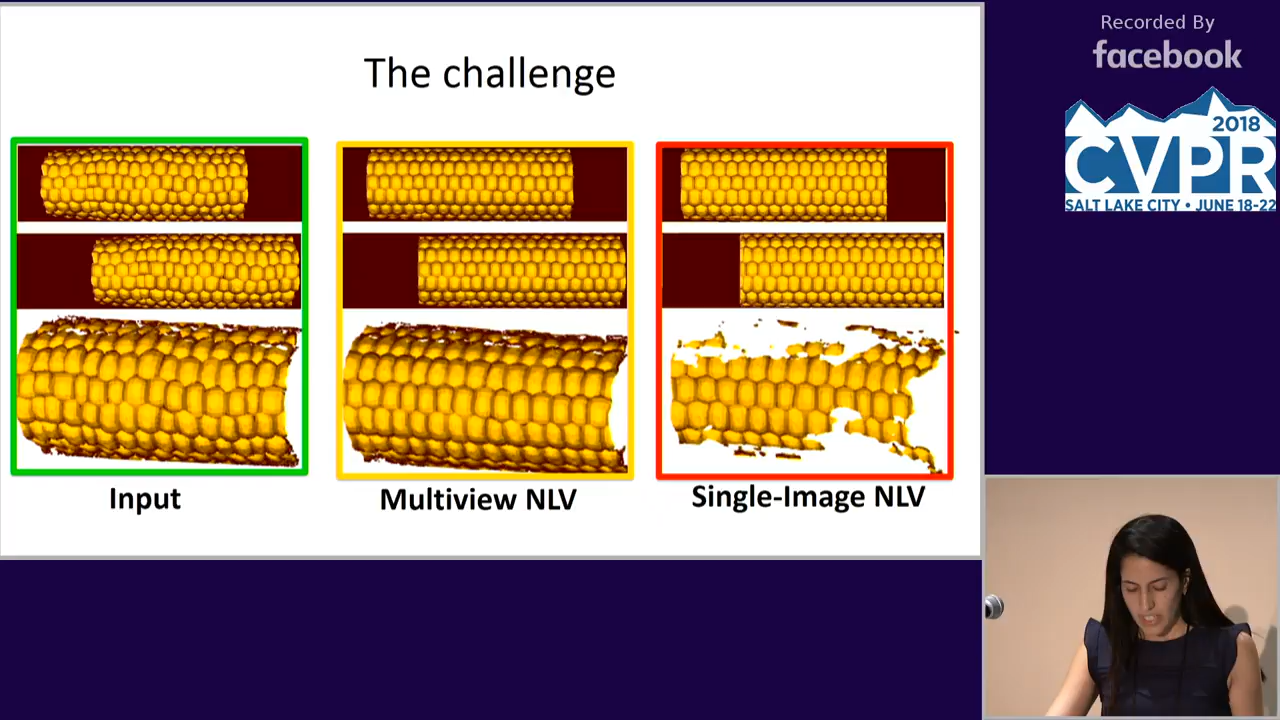 The challenge
Input
Multiview NLV
Single-Image NLV
Recorded By
facebook
2018
CVPR
SALT LAKE CITY • JUNE 18-22